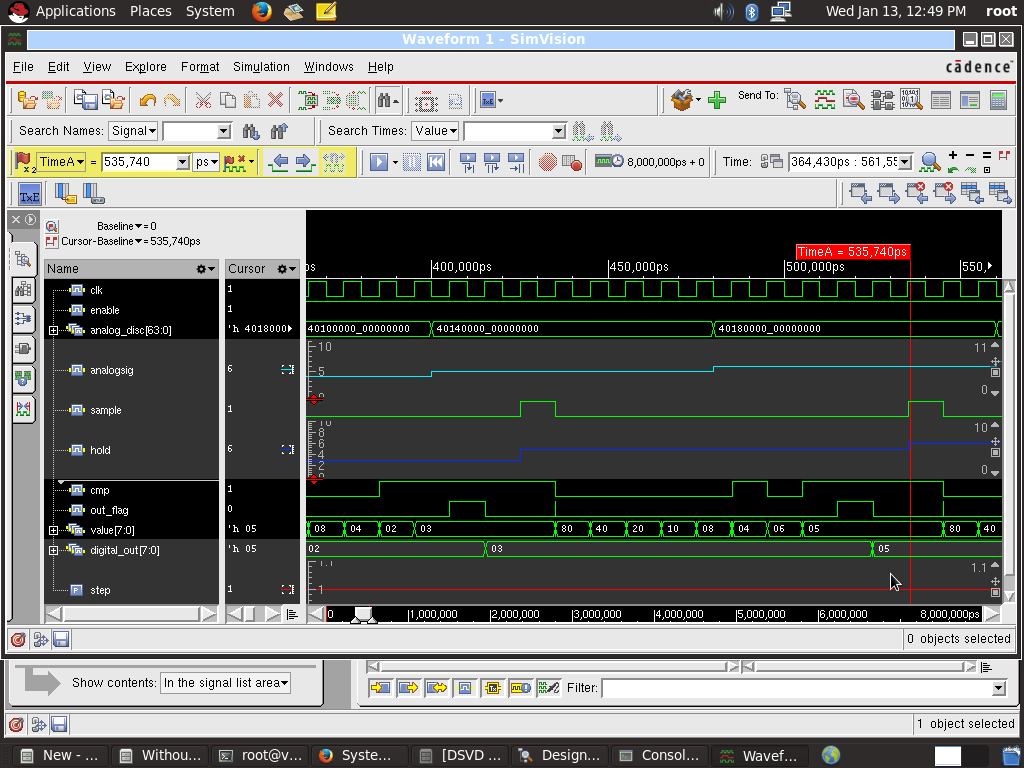 Applications Places System Wed Jan 13, 12:49 PM root
Waveform 1 - SimVision
File Edit View Explore Format Simulation Windows Help cādence
Send To:
Search Names: Signal Search Times: Value
x2 TimeA = 535,740 ps 8,000,000ps + 0 Time: 364,430ps : 561,55
TxE
Baseline = 0
Cursor-Baseline = 535,740ps
TimeA = 535,740ps
Name Cursor ps 400,000ps 450,000ps 500,000ps 550,
clk 1
enable 1
analog_disc[63:0] 'h 4018000 40100000_00000000 40140000_00000000 40180000_00000000
10 11
analogsig 6 5
0
sample 1
10 10
8
6
hold 6 4
2 0
cmp 1
out_flag 0
value[7:0] 'h 05 08 04 02 03 80 40 20 10 08 04 06 05 80 40
digital_out[7:0] 'h 05 02 03 05
1.1 1.1
step 1 1
0 1,000,000 2,000,000 3,000,000 4,000,000 5,000,000 6,000,000 8,000,000ps
0 objects selected
Show contents: In the signal list area Filter:
1 object selected
New - ... Withou... root@v... Syste... [DSVD ... Design... Consol... Wavef...